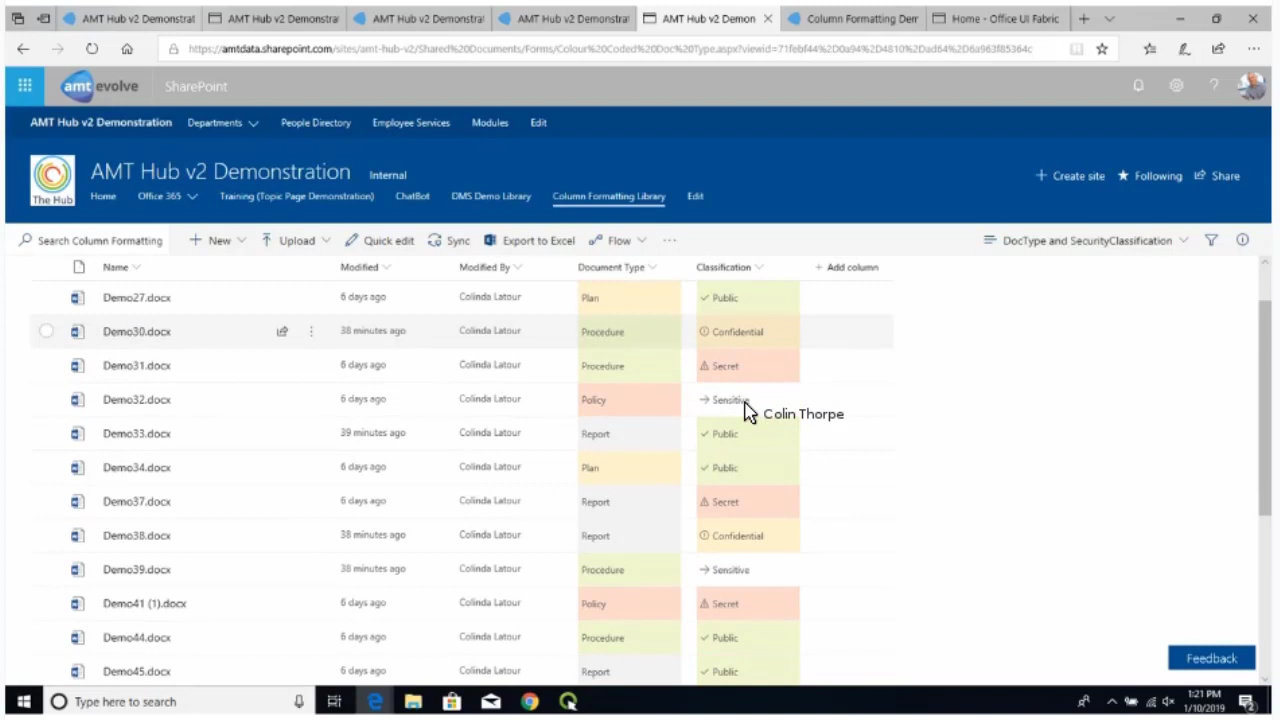 AMT Hub v2 Demonstrat AMT Hub v2 Demonstra AMT Hub v2 Demonstra AMT Hub v2 Demonstra AMT Hub v2 Demon Column Formatting Dem Home - Office UI Fabric
https://amtdata.sharepoint.com/sites/amt-hub-v2/Shared%20Documents/Forms/Colour%20Coded%20Doc%20Type.aspx?viewid=71febf44%2D0a94%2D4810%2Dad64%2D6a963f85364c
amt evolve SharePoint
AMT Hub v2 Demonstration Departments People Directory Employee Services Modules Edit
AMT Hub v2 Demonstration Internal
The Hub
Create site Following Share
Home Office 365 Training (Topic Page Demonstration) ChatBot DMS Demo Library Column Formatting Library Edit
Search Column Formatting New Upload Quick edit Sync Export to Excel Flow DocType and SecurityClassification
Name Modified Modified By Document Type Classification + Add column
Demo27.docx 6 days ago Colinda Latour Plan Public
Demo30.docx 38 minutes ago Colinda Latour Procedure Confidential
Demo31.docx 6 days ago Colinda Latour Procedure Secret
Demo32.docx 6 days ago Colinda Latour Policy Sensitive
Colin Thorpe
Demo33.docx 39 minutes ago Colinda Latour Report Public
Demo34.docx 6 days ago Colinda Latour Plan Public
Demo37.docx 6 days ago Colinda Latour Report Secret
Demo38.docx 38 minutes ago Colinda Latour Report Confidential
Demo39.docx 38 minutes ago Colinda Latour Procedure Sensitive
Demo41 (1).docx 6 days ago Colinda Latour Policy Secret
Demo44.docx 6 days ago Colinda Latour Procedure Public
Demo45.docx 6 days ago Colinda Latour Report Public
Feedback
Type here to search
1:21 PM
1/10/2019
2